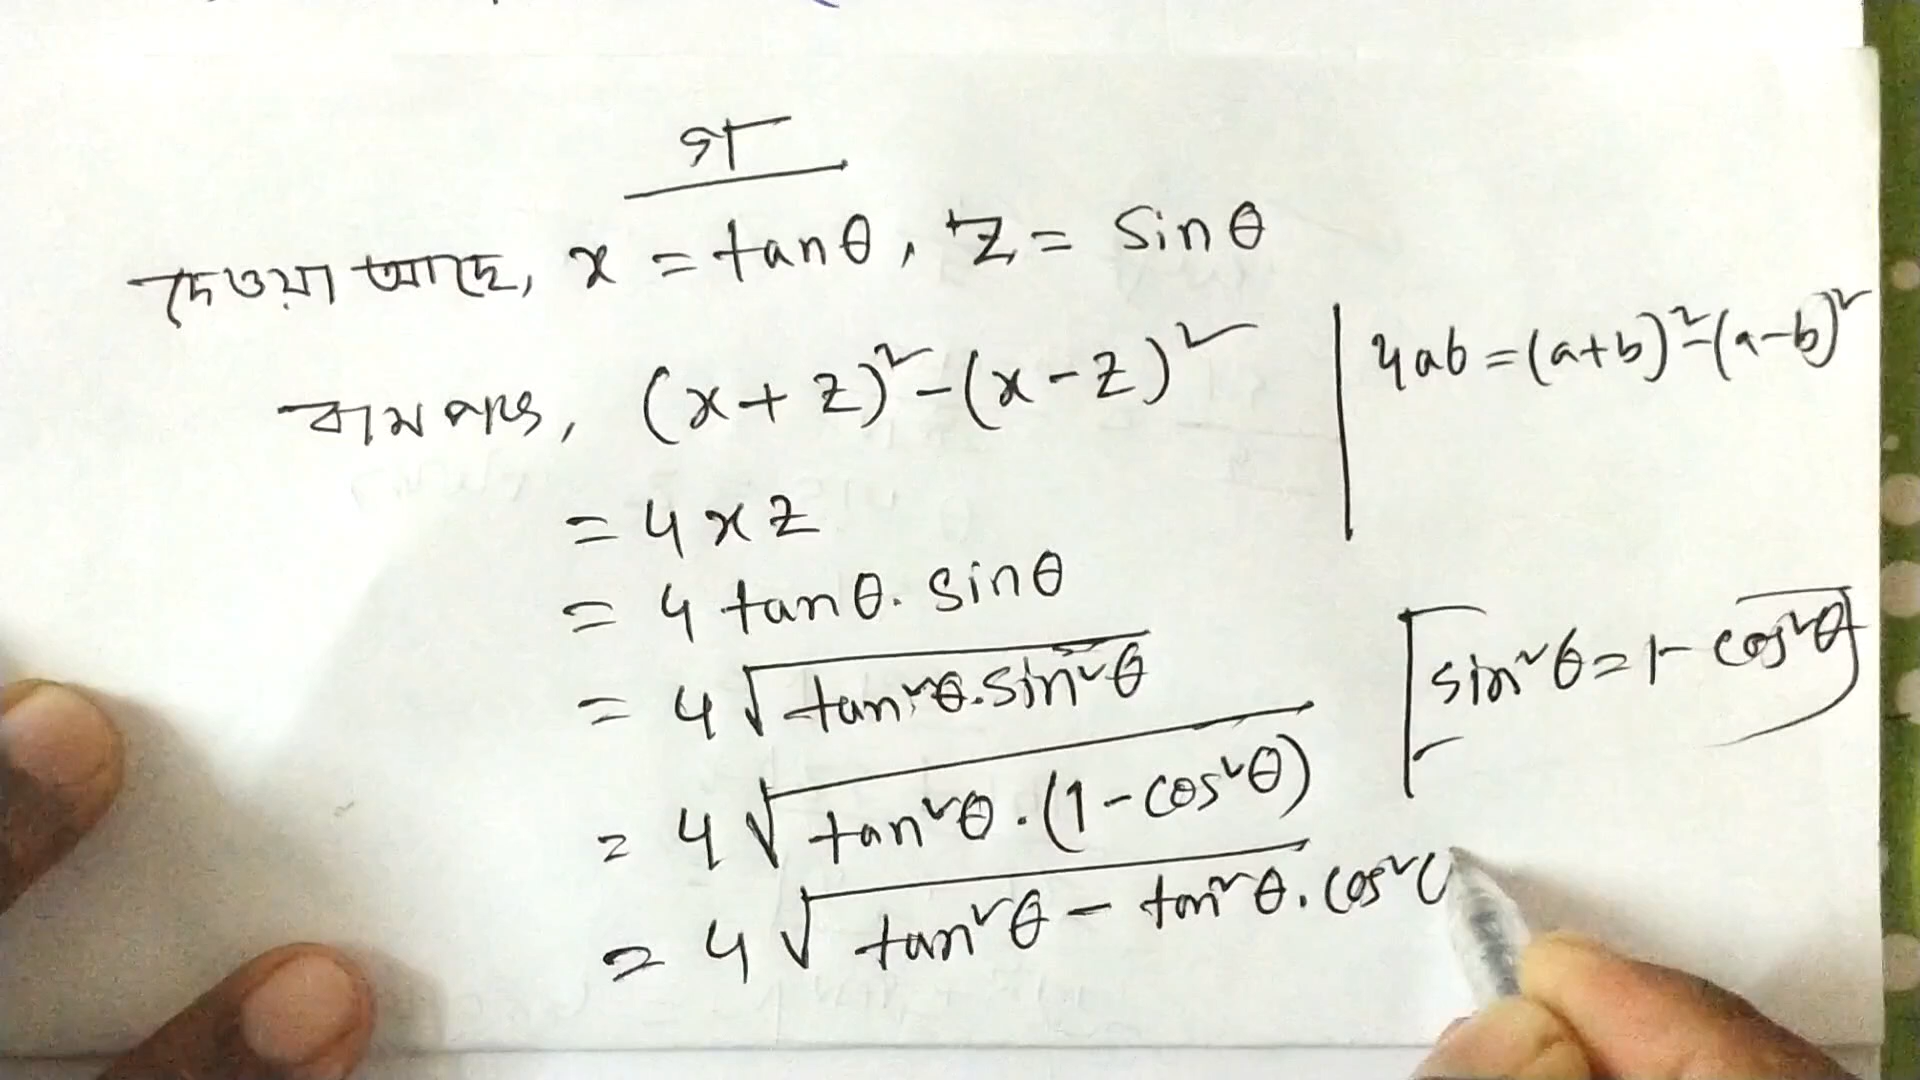 গ
দেওয়া আছে, x = tanθ, z = sinθ
বামপক্ষ, (x+z)²-(x-z)²
4ab = (a+b)²-(a-b)²
= 4xz
= 4 tanθ. sinθ
= 4√tan²θ.sin²θ
[sin²θ = 1- cos²θ]
= 4√tan²θ.(1-cos²θ)
= 4√tan²θ - tan²θ. cos²